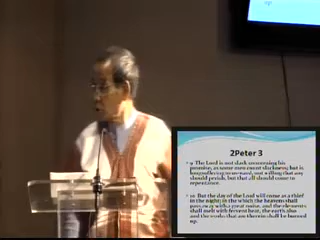 2Peter 3
9 The Lord is not slack concerning his
promise, as some men count slackness; but is
longsuffering to us-ward, not willing that any
should perish, but that all should come to
repentance.
10 But the day of the Lord will come as a thief
in the night; in the which the heavens shall
pass away with a great noise, and the elements
shall melt with fervent heat, the earth also
and the works that are therein shall be burned
up.